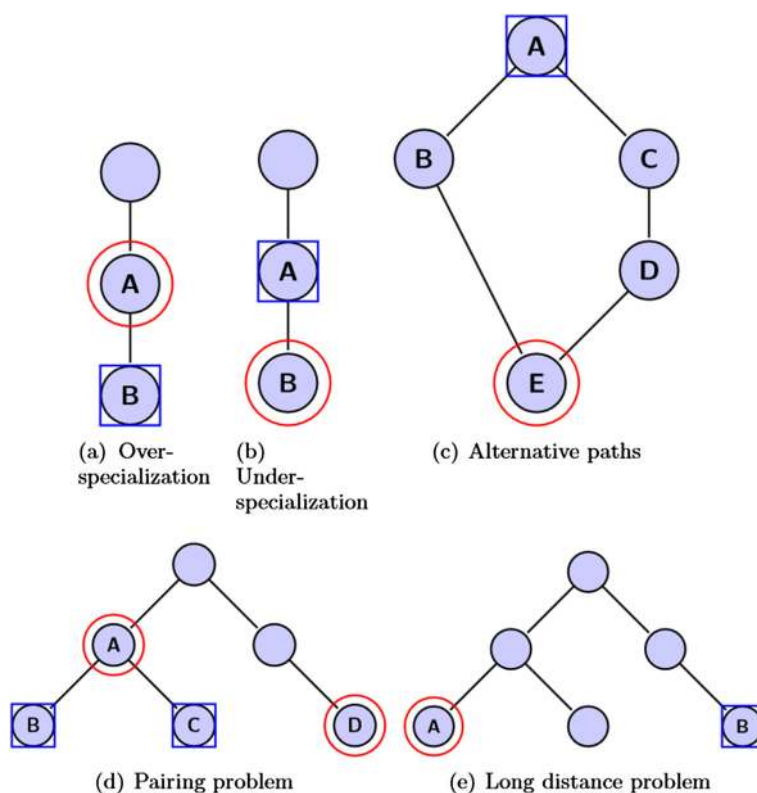 A
B
C
A
A
D
B
B
E
(a) Over-
specialization
(b)
Under-
specialization
(c) Alternative paths
A
B
C
D
A
B
(d) Pairing problem
(e) Long distance problem